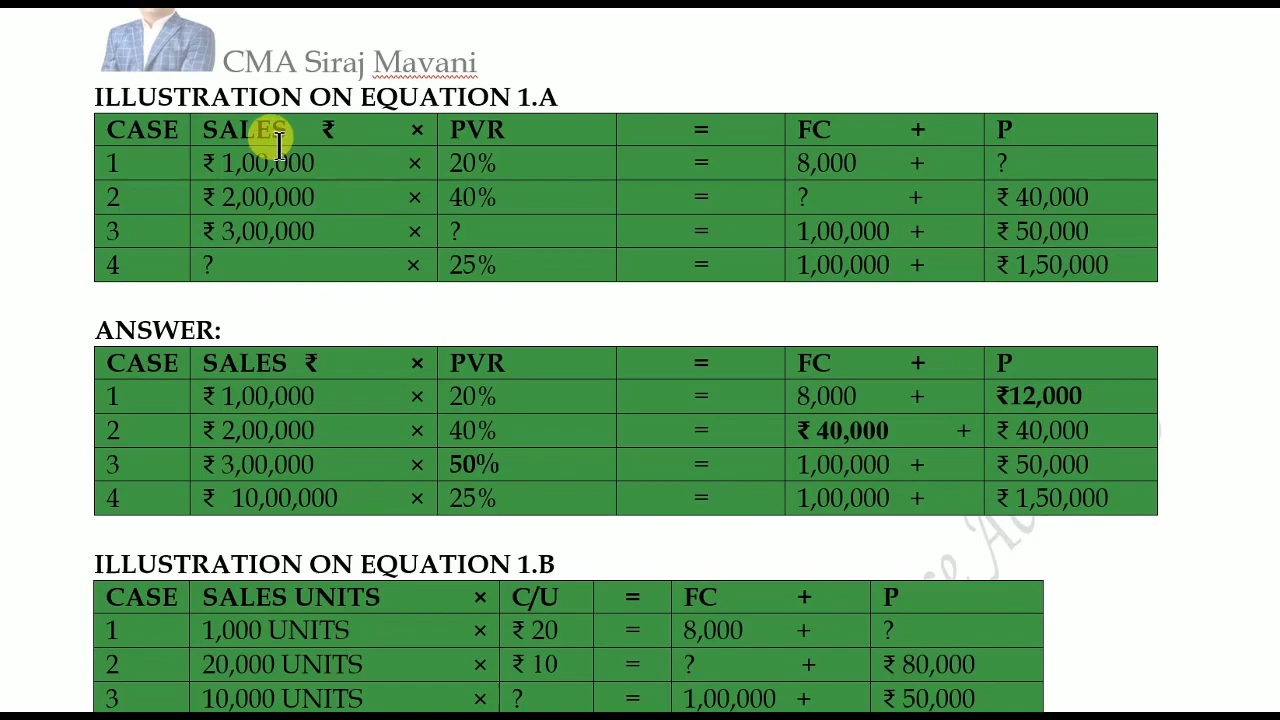 CMA Siraj Mavani
ILLUSTRATION ON EQUATION 1.A
CASE SALES ₹ × PVR = FC + P
1 ₹ 1,00,000 × 20% = 8,000 + ?
2 ₹ 2,00,000 × 40% = ? + ₹ 40,000
3 ₹ 3,00,000 × ? = 1,00,000 + ₹ 50,000
4 ? × 25% = 1,00,000 + ₹ 1,50,000
ANSWER:
CASE SALES ₹ × PVR = FC + P
1 ₹ 1,00,000 × 20% = 8,000 + ₹12,000
2 ₹ 2,00,000 × 40% = ₹ 40,000 + ₹ 40,000
3 ₹ 3,00,000 × 50% = 1,00,000 + ₹ 50,000
4 ₹ 10,00,000 × 25% = 1,00,000 + ₹ 1,50,000
ILLUSTRATION ON EQUATION 1.B
CASE SALES UNITS × C/U = FC + P
1 1,000 UNITS × ₹ 20 = 8,000 + ?
2 20,000 UNITS × ₹ 10 = ? + ₹ 80,000
3 10,000 UNITS × ? = 1,00,000 + ₹ 50,000